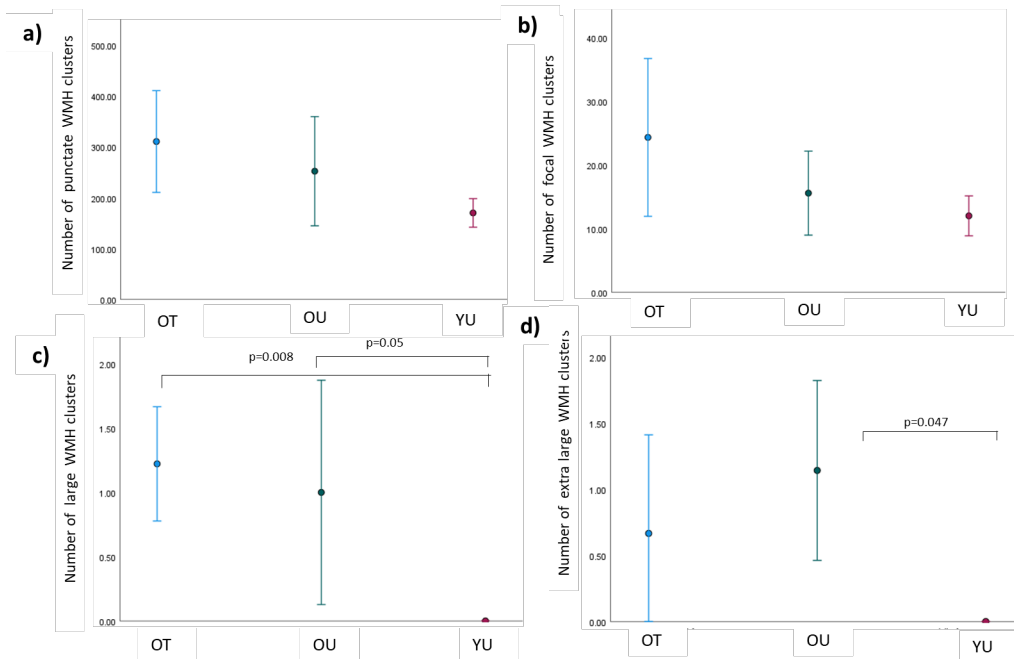 a)
Number of punctate WMH clusters
500.00
400.00
300.00
200.00
100.00
0.00
OT
OU
YU
b)
Number of focal WMH clusters
40.00
30.00
20.00
10.00
0.00
OT
OU
YU
c)
Number of large WMH clusters
2.00
1.50
1.00
0.50
0.00
p=0.008
p=0.05
OT
OU
YU
d)
Number of extra large WMH clusters
2.00
1.50
1.00
0.50
0.00
p=0.047
OT
OU
YU